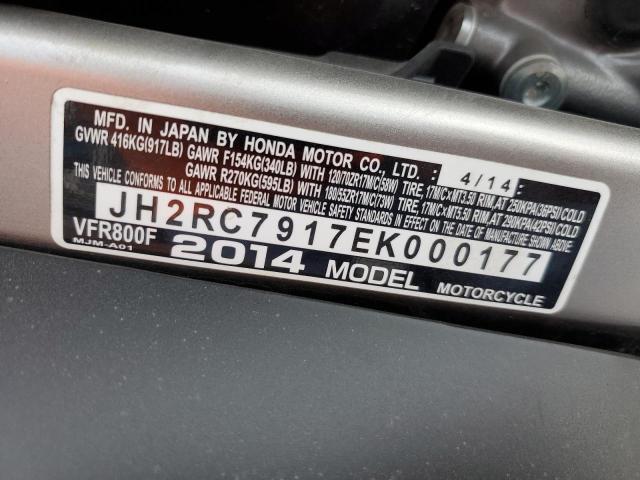 MFD. IN JAPAN BY HONDA MOTOR CO., LTD.: 4/14:
GVWR 416KG(917LB) GAWR F154KG(340LB) WITH 120/70ZR17M/C(58W) TIRE, 17M/C×MT3.50 RIM, AT 250KPA(36PSI) COLD
GAWR R270KG(595LB) WITH 180/55ZR17M/C(73W) TIRE, 17M/C×MT5.50 RIM, AT 290KPA(42PSI) COLD
THIS VEHICLE CONFORMS TO ALL APPLICABLE FEDERAL MOTOR VEHICLE SAFETY STANDARDS IN EFFECT ON THE DATE OF MANUFACTURE SHOWN ABOVE.
JH2RC7917EK000177
VFR800F 2014 MODEL MOTORCYCLE
MJM-A01